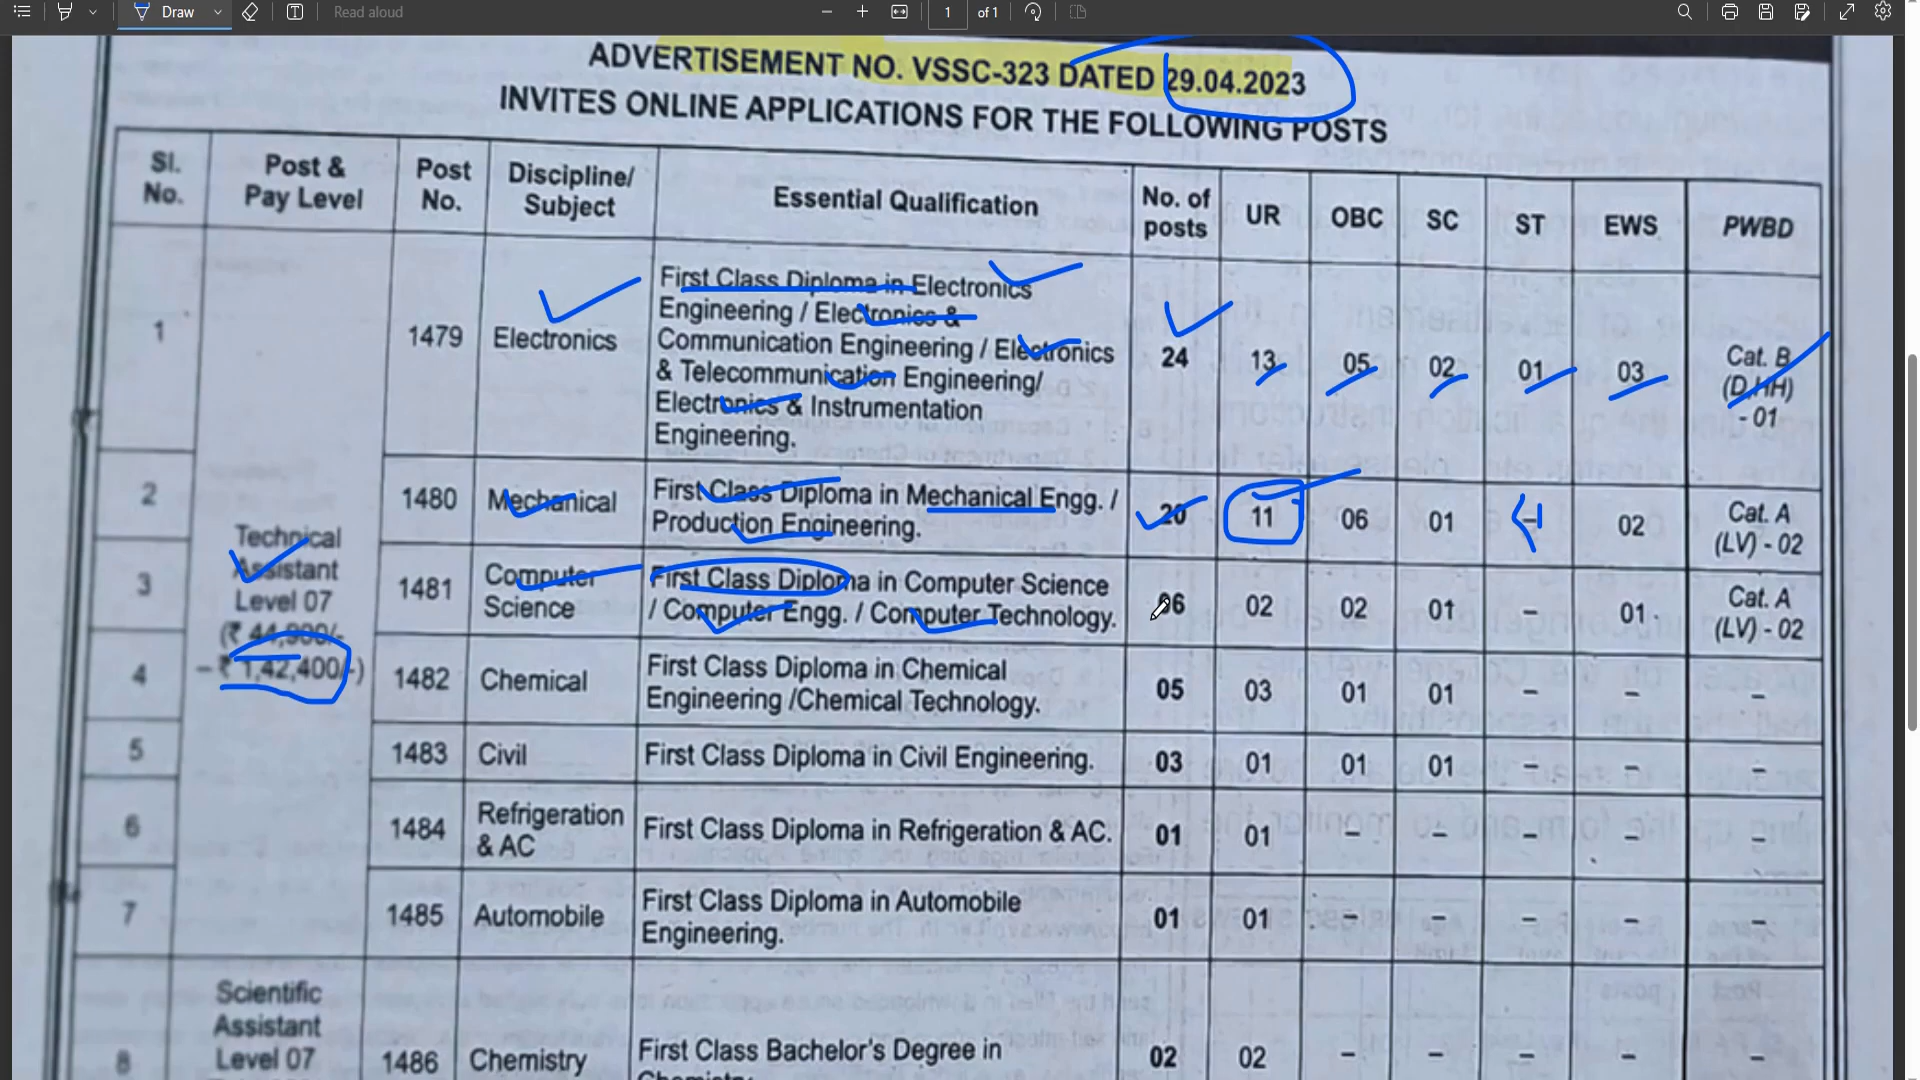 Draw
Read aloud
1 of 1
ADVERTISEMENT NO. VSSC-323 DATED 29.04.2023
INVITES ONLINE APPLICATIONS FOR THE FOLLOWING POSTS
Sl. No. Post & Pay Level Post No. Discipline/ Subject Essential Qualification No. of posts UR OBC SC ST EWS PWBD
1
1479 Electronics
First Class Diploma in Electronics
Engineering / Electronics &
Communication Engineering / Electronics
& Telecommunication Engineering/
Electronics & Instrumentation
Engineering.
24 13 05 02 01 03
Cat. B
(D,HH)
- 01
2
1480 Mechanical
First Class Diploma in Mechanical Engg. /
Production Engineering.
20 11 06 01 – 02
Cat. A
(LV) - 02
Technical
Assistant
Level 07
(₹ 44,900/-
– ₹ 1,42,400/-)
3
1481 Computer
Science
First Class Diploma in Computer Science
/ Computer Engg. / Computer Technology.
06 02 02 01 – 01
Cat. A
(LV) - 02
4
1482 Chemical
First Class Diploma in Chemical
Engineering /Chemical Technology.
05 03 01 01 – – –
5
1483 Civil
First Class Diploma in Civil Engineering.
03 01 01 01 – – –
6
1484 Refrigeration
& AC
First Class Diploma in Refrigeration & AC.
01 01 – – – – –
7
1485 Automobile
First Class Diploma in Automobile
Engineering.
01 01 – – – – –
Scientific
Assistant
Level 07
8
1486 Chemistry
First Class Bachelor's Degree in
02 02 – – – – –